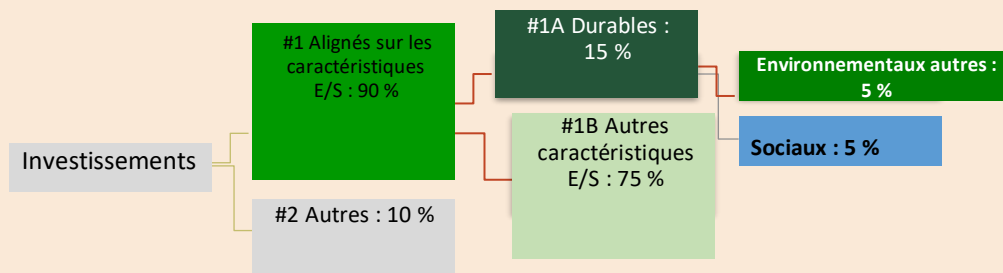 Investissements
#1 Alignés sur les
caractéristiques
E/S : 90 %
#2 Autres : 10 %
#1A Durables :
15 %
#1B Autres
caractéristiques
E/S : 75 %
Environnementaux autres :
5 %
Sociaux : 5 %